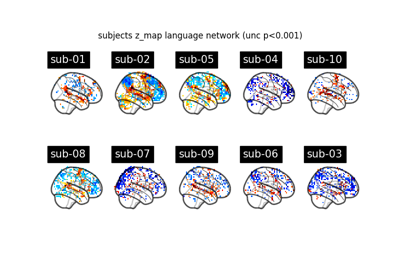 subjects z_map language network (unc p<0.001)
sub-01
sub-02
sub-05
sub-04
sub-10
sub-08
sub-07
sub-09
sub-06
sub-03